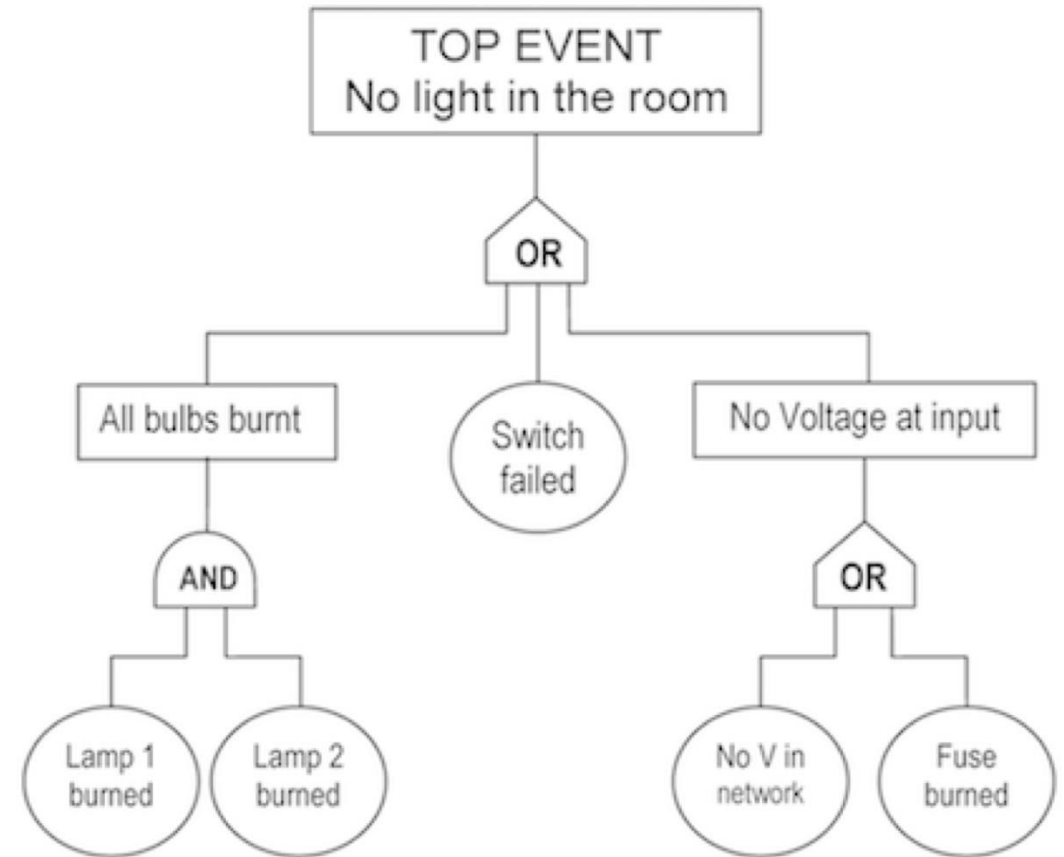 TOP EVENT
No light in the room
OR
All bulbs burnt
Switch
failed
No Voltage at input
AND
OR
Lamp 1
burned
Lamp 2
burned
No V in
network
Fuse
burned